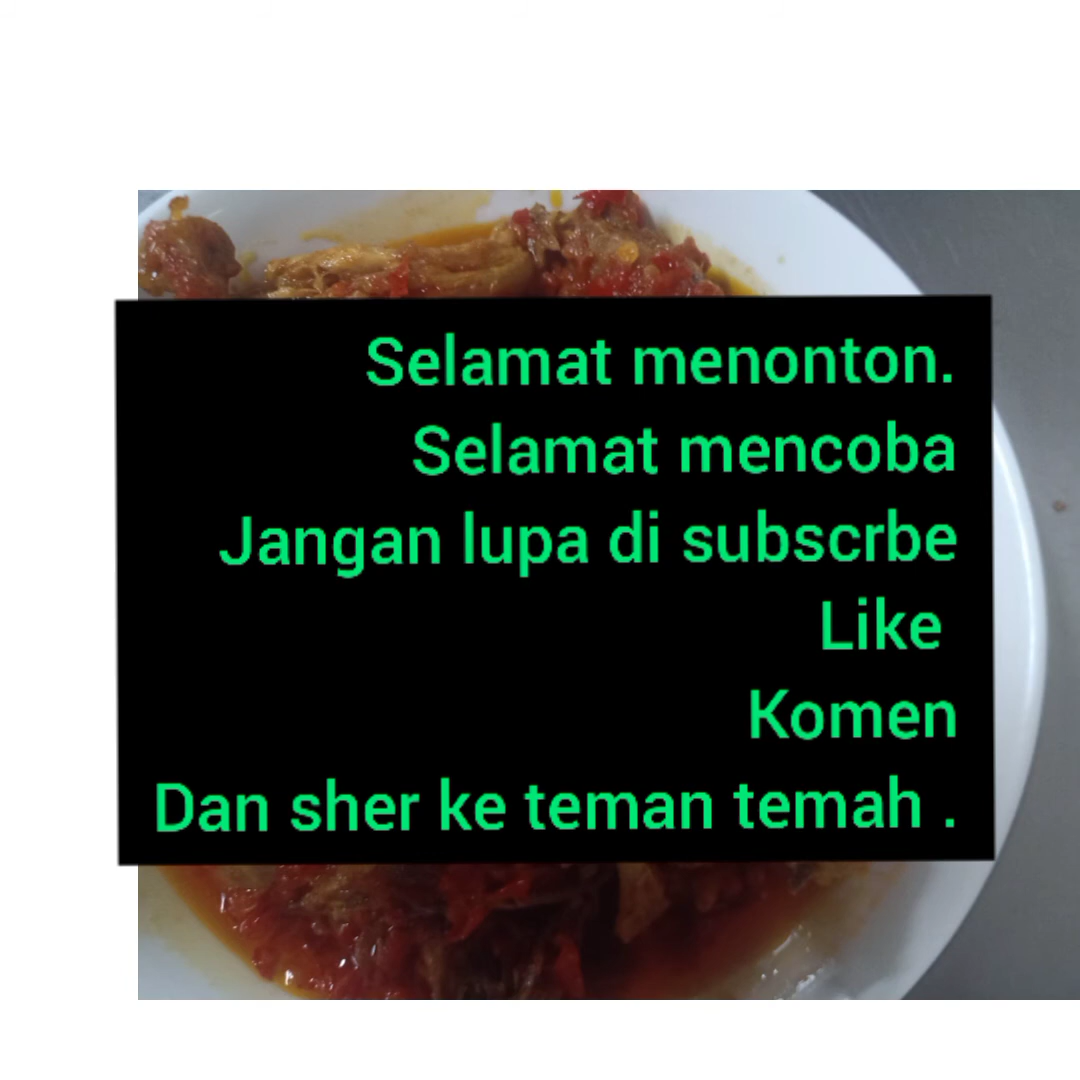 Selamat menonton.
Selamat mencoba
Jangan lupa di subscrbe
Like
Komen
Dan sher ke teman temah .